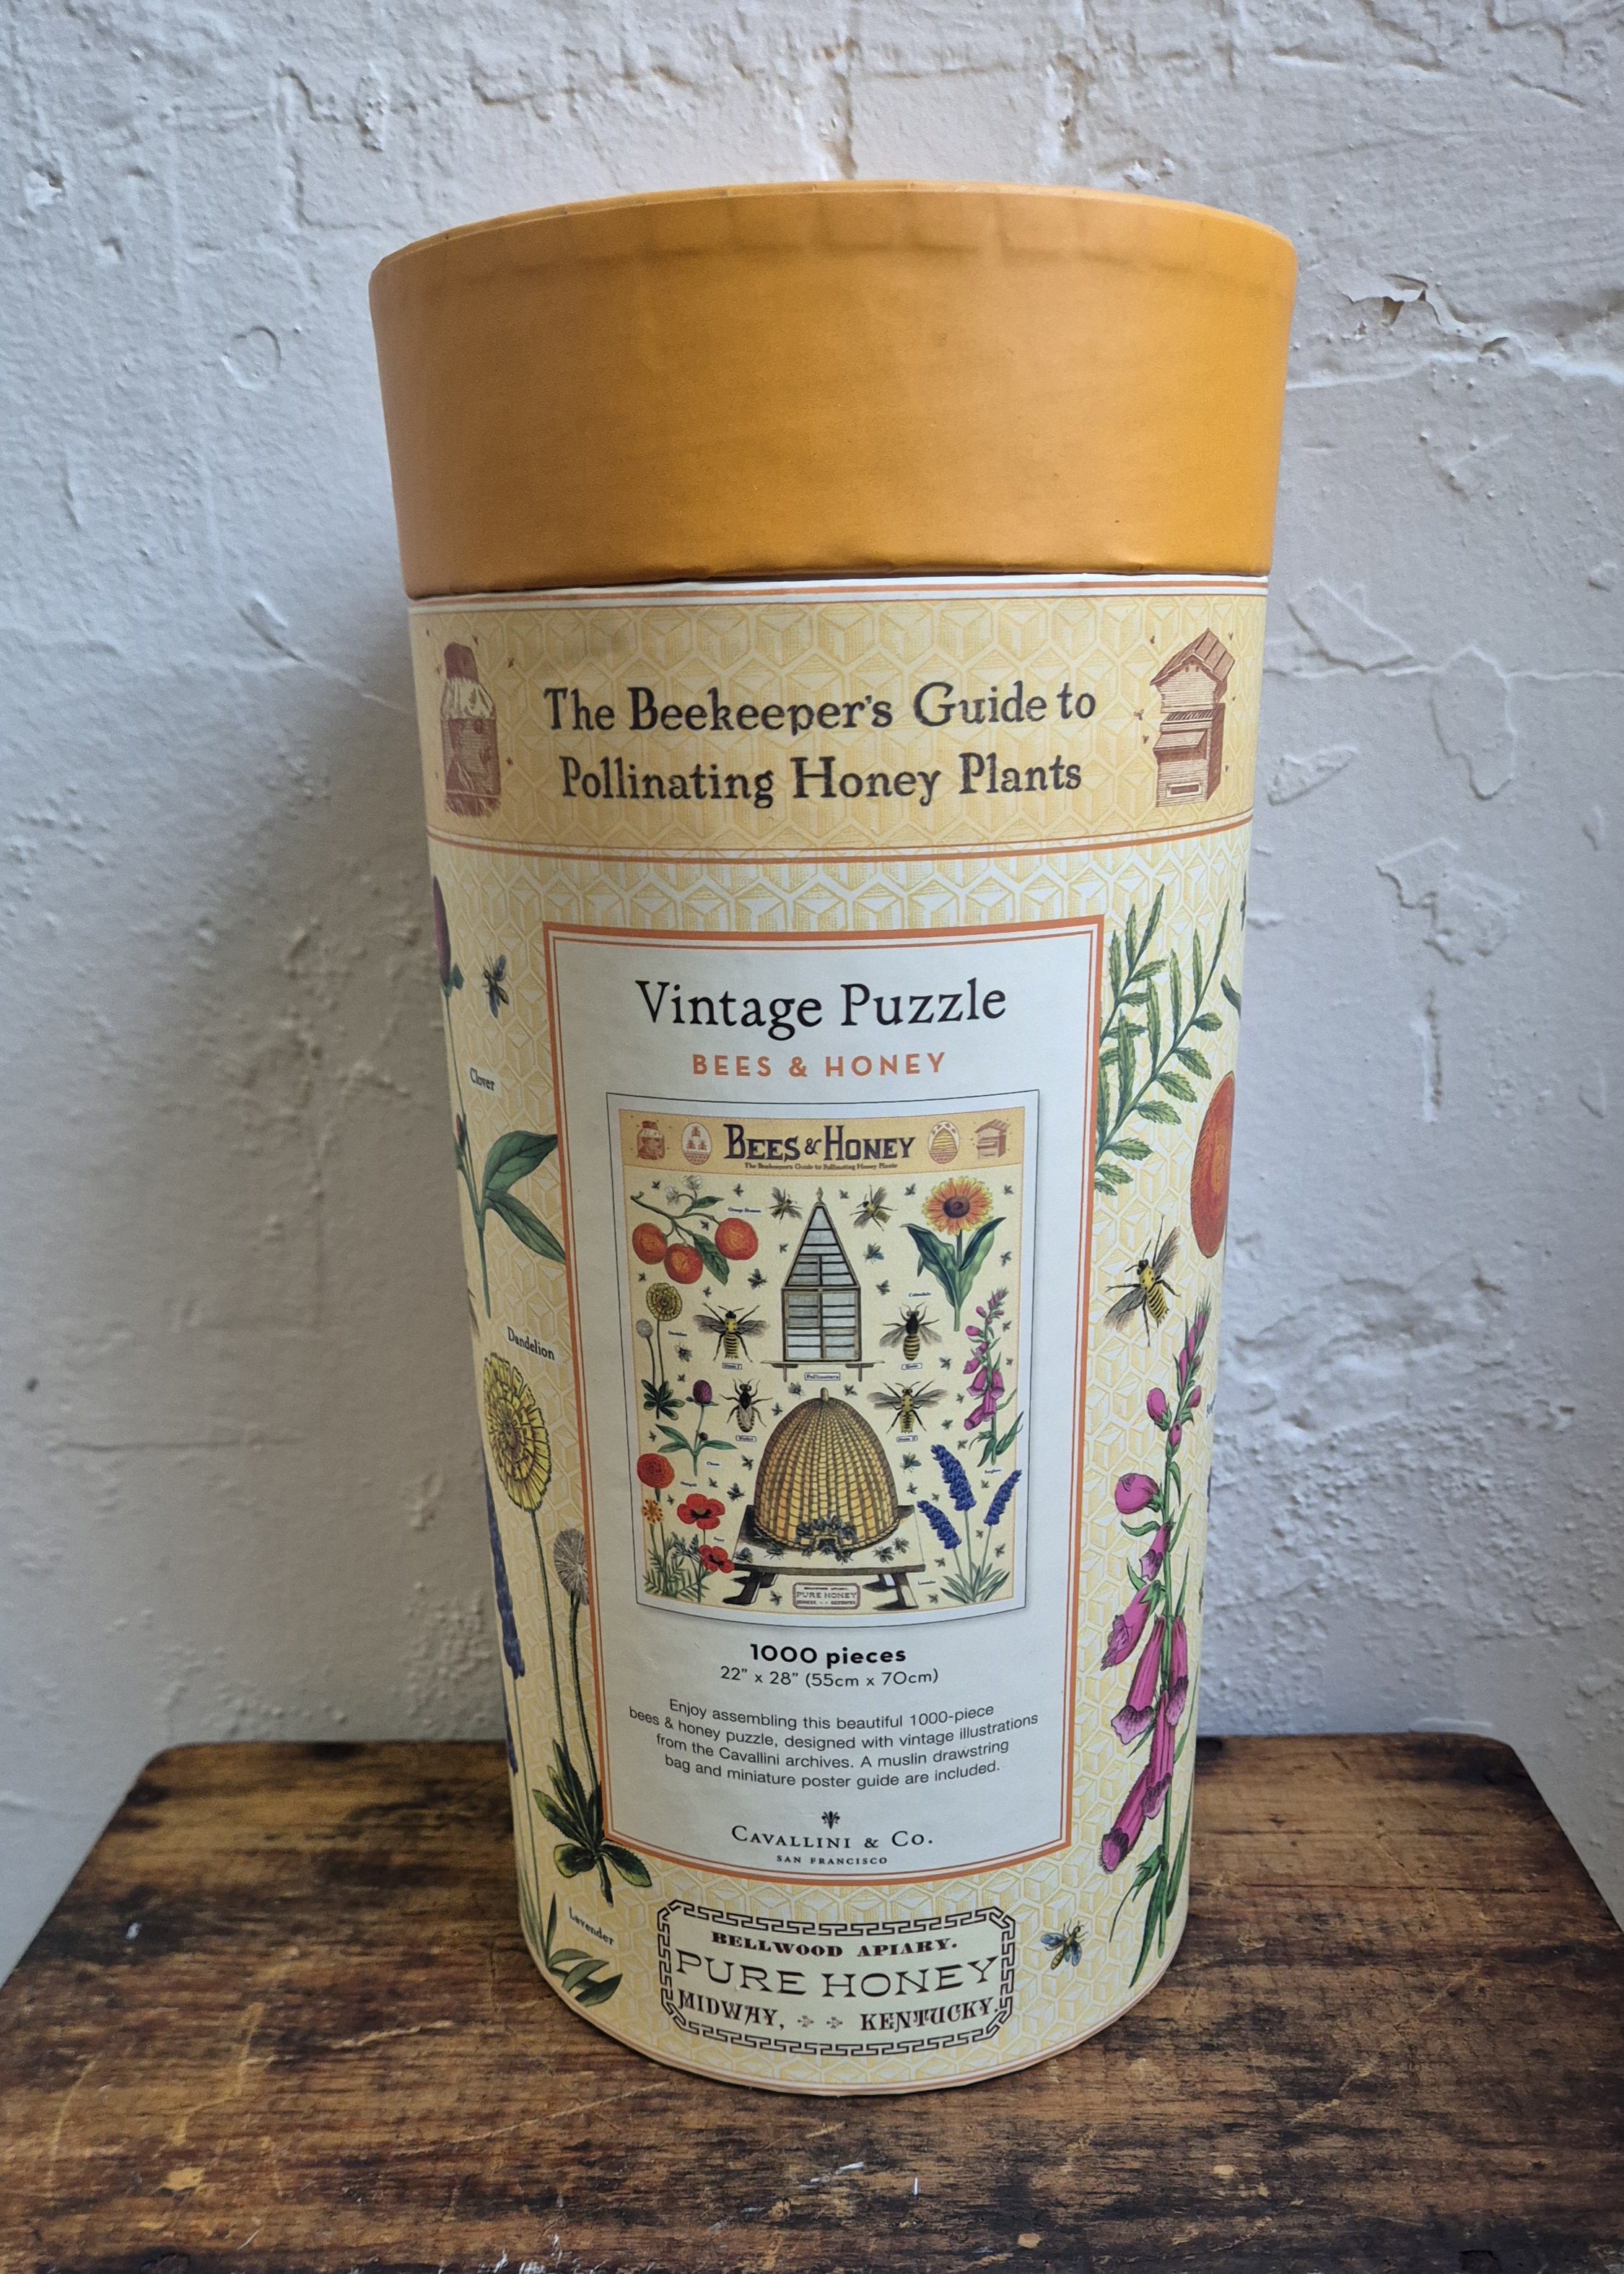 The Beekeeper's Guide to
Pollinating Honey Plants
Vintage Puzzle
BEES & HONEY
BEES & HONEY
The Beekeeper's Guide to Pollinating Honey Plants
Pollinators
PURE HONEY
1000 pieces
22" x 28" (55cm x 70cm)
Enjoy assembling this beautiful 1000-piece
bees & honey puzzle, designed with vintage illustrations
from the Cavallini archives. A muslin drawstring
bag and miniature poster guide are included.
CAVALLINI & CO.
SAN FRANCISCO
Clover
Dandelion
Lavender
BELLWOOD APIARY.
PURE HONEY
MIDWAY, KENTUCKY.